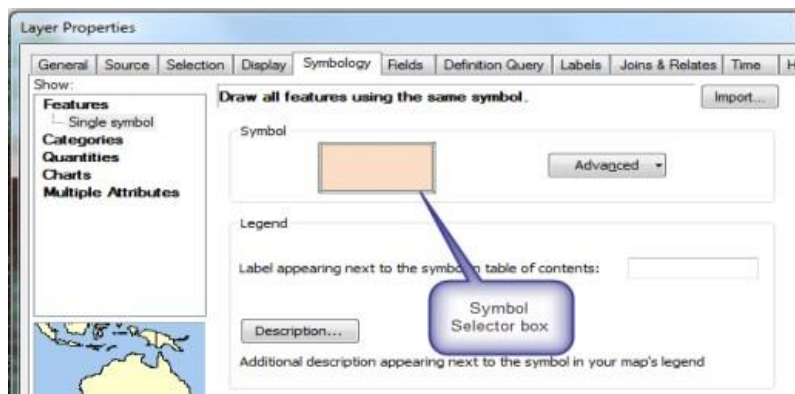 Layer Properties
General Source Selection Display Symbology Fields Definition Query Labels Joins & Relates Time H
Show:
Features
Single symbol
Categories
Quantities
Charts
Multiple Attributes
Draw all features using the same symbol.
Import...
Symbol
Advanced
Legend
Label appearing next to the symbol in table of contents:
Symbol
Selector box
Description...
Additional description appearing next to the symbol in your map's legend